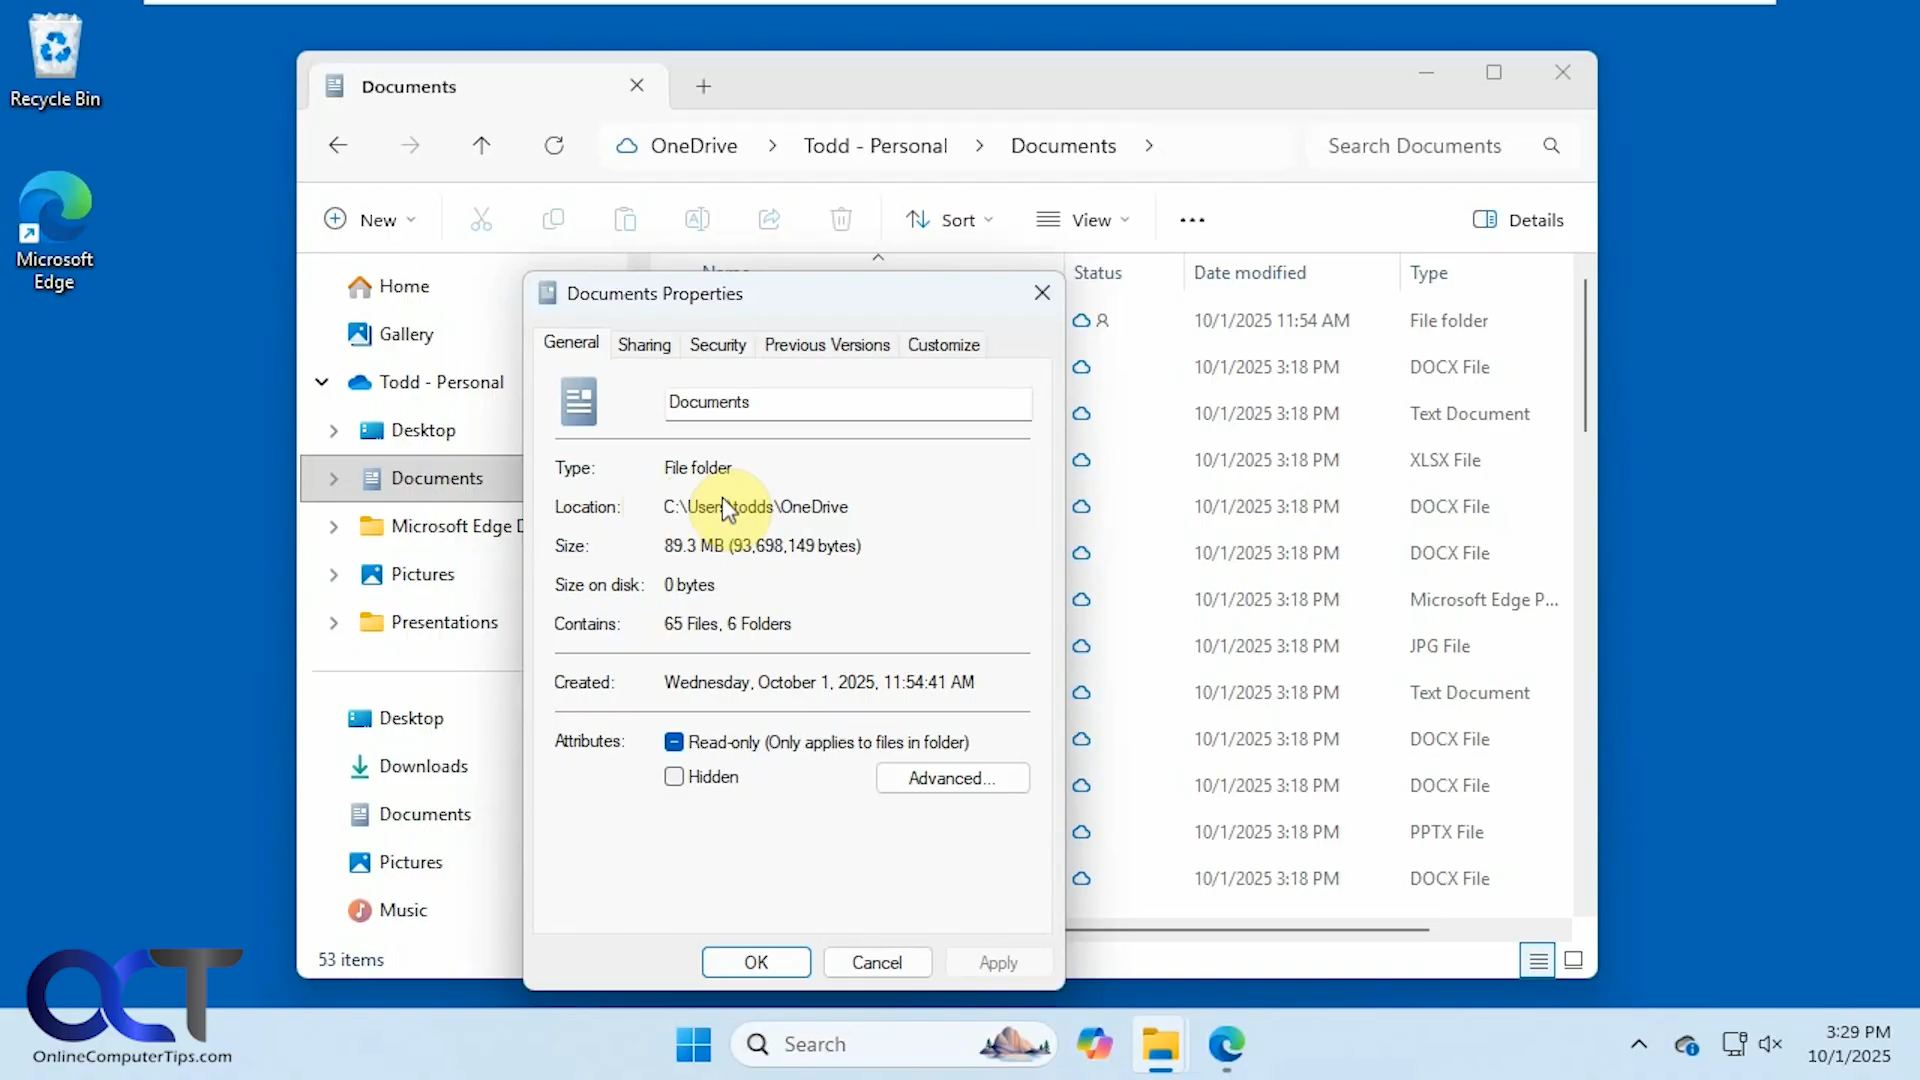 Recycle Bin
Microsoft
Edge
Documents
OneDrive > Todd - Personal > Documents >
Search Documents
New
Sort
View
Details
Home
Gallery
Todd - Personal
Desktop
Documents
Microsoft Edge D
Pictures
Presentations
Desktop
Downloads
Documents
Pictures
Music
53 items
Name
Status
Date modified
Type
10/1/2025 11:54 AM File folder
10/1/2025 3:18 PM DOCX File
10/1/2025 3:18 PM Text Document
10/1/2025 3:18 PM XLSX File
10/1/2025 3:18 PM DOCX File
10/1/2025 3:18 PM DOCX File
10/1/2025 3:18 PM Microsoft Edge P...
10/1/2025 3:18 PM JPG File
10/1/2025 3:18 PM Text Document
10/1/2025 3:18 PM DOCX File
10/1/2025 3:18 PM DOCX File
10/1/2025 3:18 PM PPTX File
10/1/2025 3:18 PM DOCX File
Documents Properties
General Sharing Security Previous Versions Customize
Documents
Type: File folder
Location: C:\Users\todds\OneDrive
Size: 89.3 MB (93,698,149 bytes)
Size on disk: 0 bytes
Contains: 65 Files, 6 Folders
Created: Wednesday, October 1, 2025, 11:54:41 AM
Attributes: Read-only (Only applies to files in folder)
Hidden
Advanced...
OK
Cancel
Apply
OCT
OnlineComputerTips.com
Search
3:29 PM
10/1/2025